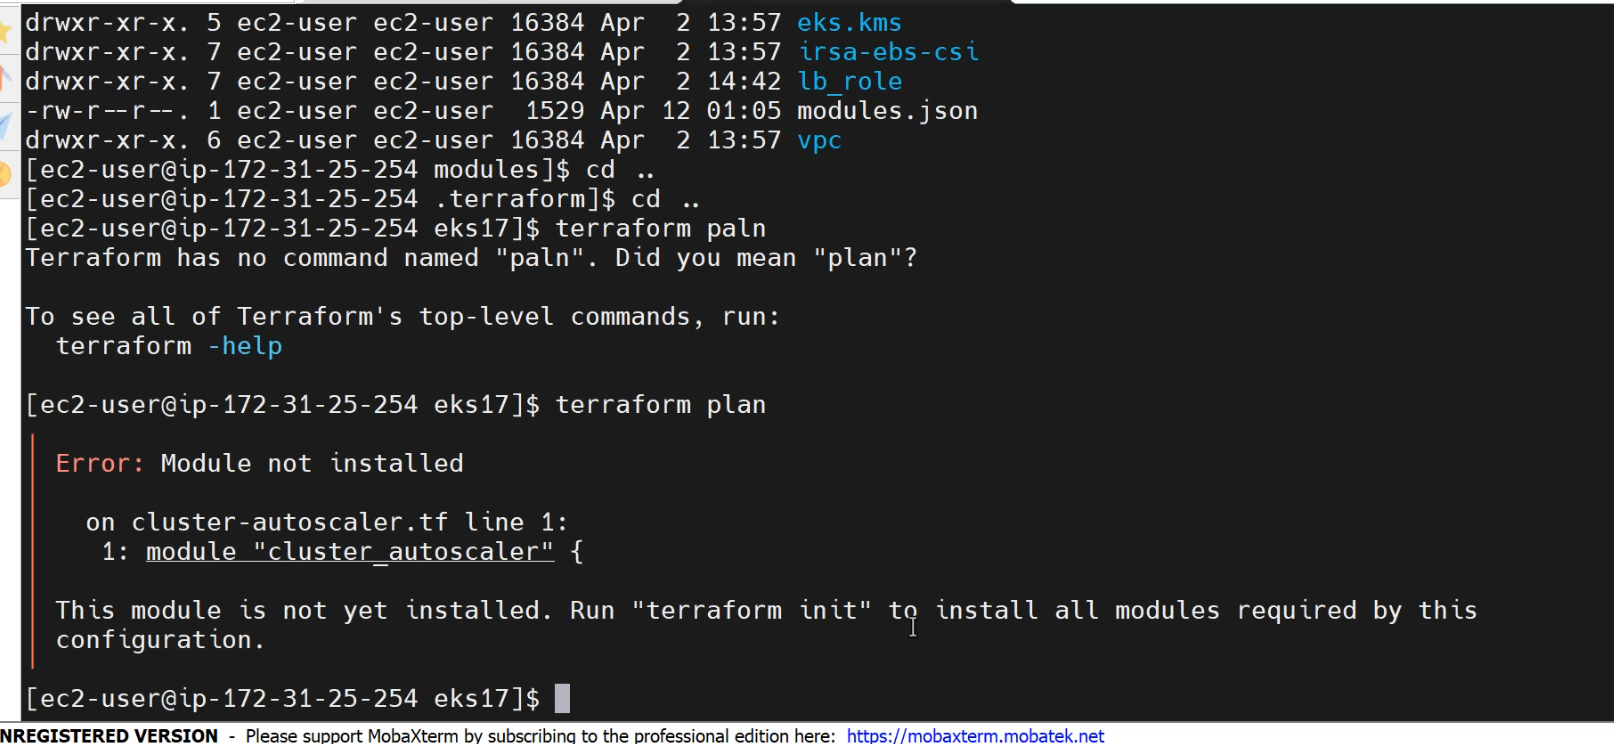 drwxr-xr-x. 5 ec2-user ec2-user 16384 Apr  2 13:57 eks.kms
drwxr-xr-x. 7 ec2-user ec2-user 16384 Apr  2 13:57 irsa-ebs-csi
drwxr-xr-x. 7 ec2-user ec2-user 16384 Apr  2 14:42 lb_role
-rw-r--r--. 1 ec2-user ec2-user  1529 Apr 12 01:05 modules.json
drwxr-xr-x. 6 ec2-user ec2-user 16384 Apr  2 13:57 vpc
[ec2-user@ip-172-31-25-254 modules]$ cd ..
[ec2-user@ip-172-31-25-254 .terraform]$ cd ..
[ec2-user@ip-172-31-25-254 eks17]$ terraform paln
Terraform has no command named "paln". Did you mean "plan"?
To see all of Terraform's top-level commands, run:
  terraform -help
[ec2-user@ip-172-31-25-254 eks17]$ terraform plan
Error: Module not installed
on cluster-autoscaler.tf line 1:
1: module "cluster_autoscaler" {
This module is not yet installed. Run "terraform init" to install all modules required by this
configuration.
[ec2-user@ip-172-31-25-254 eks17]$
NREGISTERED VERSION - Please support MobaXterm by subscribing to the professional edition here: https://mobaxterm.mobatek.net